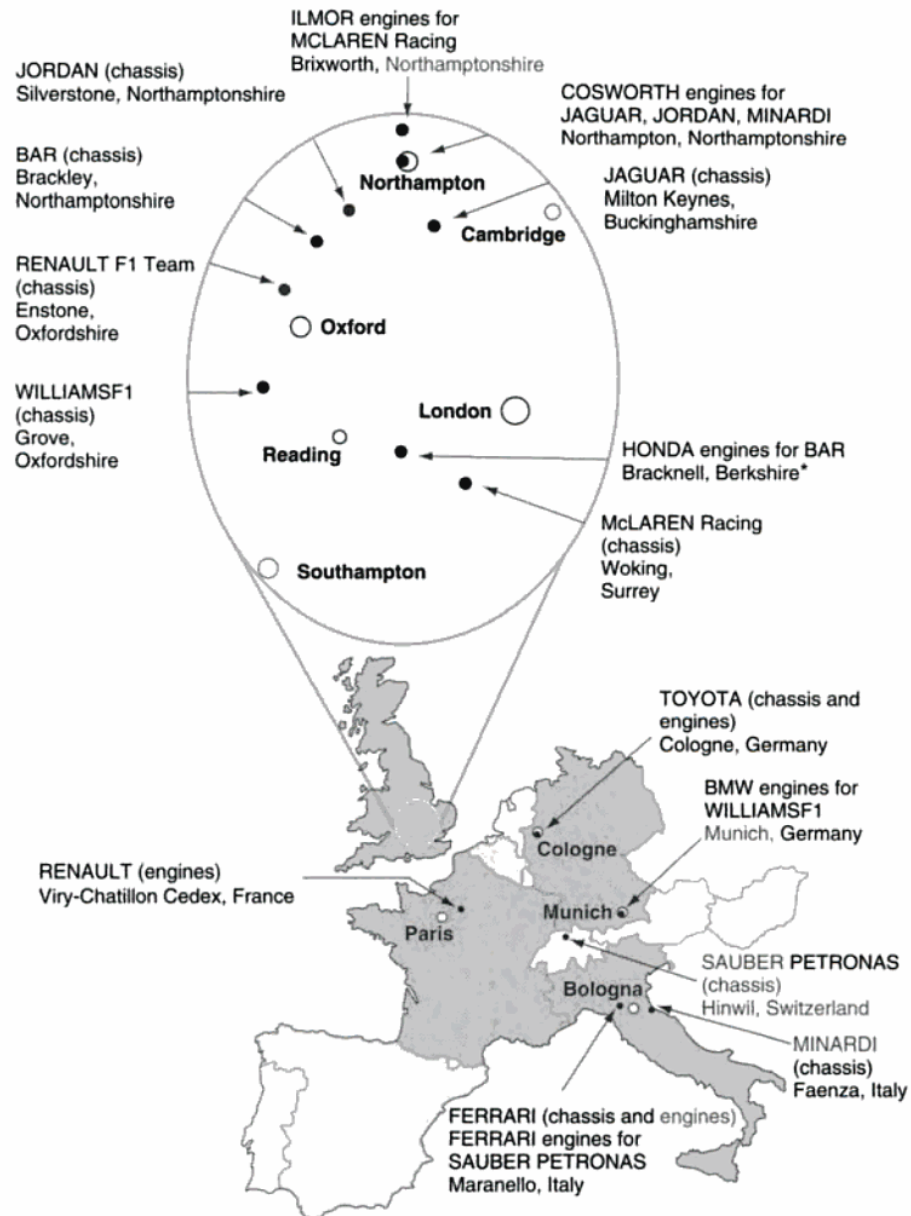 ILMOR engines for
MCLAREN Racing
Brixworth, Northamptonshire
JORDAN (chassis)
Silverstone, Northamptonshire
COSWORTH engines for
JAGUAR, JORDAN, MINARDI
Northampton, Northamptonshire
BAR (chassis)
Brackley,
Northamptonshire
Northampton
JAGUAR (chassis)
Milton Keynes,
Buckinghamshire
Cambridge
RENAULT F1 Team
(chassis)
Enstone,
Oxfordshire
Oxford
WILLIAMSF1
(chassis)
Grove,
Oxfordshire
London
Reading
HONDA engines for BAR
Bracknell, Berkshire*
McLAREN Racing
(chassis)
Woking,
Surrey
Southampton
TOYOTA (chassis and
engines)
Cologne, Germany
BMW engines for
WILLIAMSF1
Munich, Germany
Cologne
RENAULT (engines)
Viry-Chatillon Cedex, France
Munich
Paris
SAUBER PETRONAS
(chassis)
Hinwil, Switzerland
Bologna
MINARDI
(chassis)
Faenza, Italy
FERRARI (chassis and engines)
FERRARI engines for
SAUBER PETRONAS
Maranello, Italy